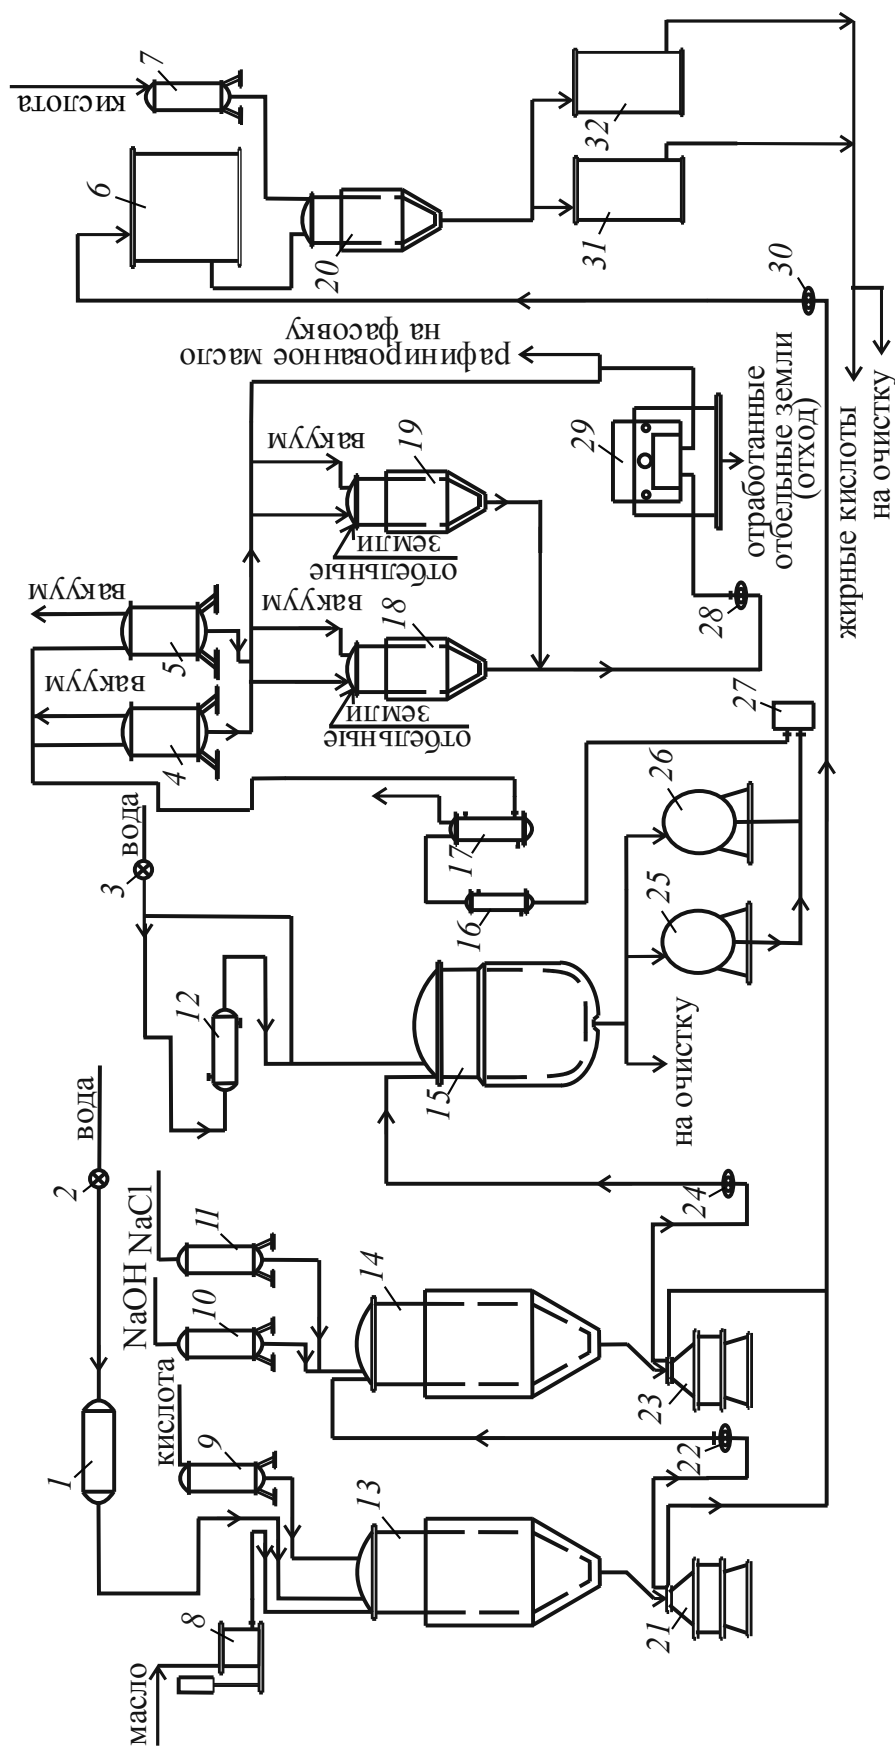 масло
8
1
кислота
9
NaOH
10
NaCl
11
2
вода
12
3
вода
4
вакуум
5
вакуум
6
кислота
7
13
14
15
16
17
отбельные
земли
18
вакуум
отбельные
земли
19
вакуум
рафинированное масло
на фасовку
20
21
22
23
24
на очистку
25
26
27
28
29
отработанные
отбельные земли
(отход)
30
31
32
жирные кислоты
на очистку